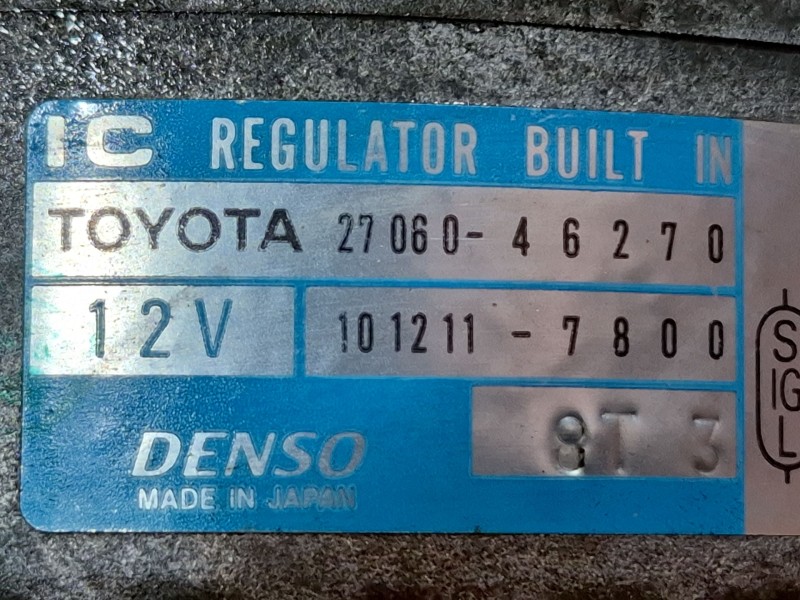 IC REGULATOR BUILT IN
TOYOTA 27060-46270
12V 101211-7800
8T 3
DENSO
MADE IN JAPAN
S
IG
L